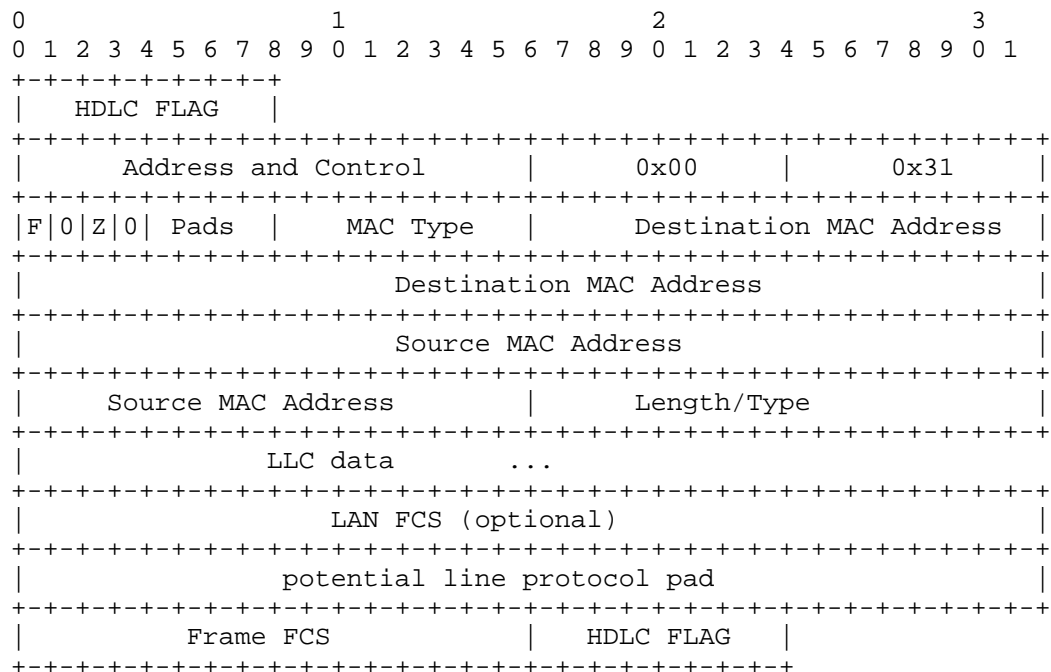 0                   1                   2                   3
0 1 2 3 4 5 6 7 8 9 0 1 2 3 4 5 6 7 8 9 0 1 2 3 4 5 6 7 8 9 0 1
+-+-+-+-+-+-+-+-+
|   HDLC FLAG   |
+-+-+-+-+-+-+-+-+-+-+-+-+-+-+-+-+-+-+-+-+-+-+-+-+-+-+-+-+-+-+-+-+
|      Address and Control      |      0x00     |      0x31     |
+-+-+-+-+-+-+-+-+-+-+-+-+-+-+-+-+-+-+-+-+-+-+-+-+-+-+-+-+-+-+-+-+
|F|0|Z|0| Pads  |    MAC Type   |      Destination MAC Address  |
+-+-+-+-+-+-+-+-+-+-+-+-+-+-+-+-+-+-+-+-+-+-+-+-+-+-+-+-+-+-+-+-+
|                       Destination MAC Address                 |
+-+-+-+-+-+-+-+-+-+-+-+-+-+-+-+-+-+-+-+-+-+-+-+-+-+-+-+-+-+-+-+-+
|                       Source MAC Address                      |
+-+-+-+-+-+-+-+-+-+-+-+-+-+-+-+-+-+-+-+-+-+-+-+-+-+-+-+-+-+-+-+-+
|     Source MAC Address        |      Length/Type              |
+-+-+-+-+-+-+-+-+-+-+-+-+-+-+-+-+-+-+-+-+-+-+-+-+-+-+-+-+-+-+-+-+
|               LLC data       ...
+-+-+-+-+-+-+-+-+-+-+-+-+-+-+-+-+-+-+-+-+-+-+-+-+-+-+-+-+-+-+-+-+
|                   LAN FCS (optional)                          |
+-+-+-+-+-+-+-+-+-+-+-+-+-+-+-+-+-+-+-+-+-+-+-+-+-+-+-+-+-+-+-+-+
|                potential line protocol pad                    |
+-+-+-+-+-+-+-+-+-+-+-+-+-+-+-+-+-+-+-+-+-+-+-+-+-+-+-+-+-+-+-+-+
|          Frame FCS            |   HDLC FLAG   |
+-+-+-+-+-+-+-+-+-+-+-+-+-+-+-+-+-+-+-+-+-+-+-+-+